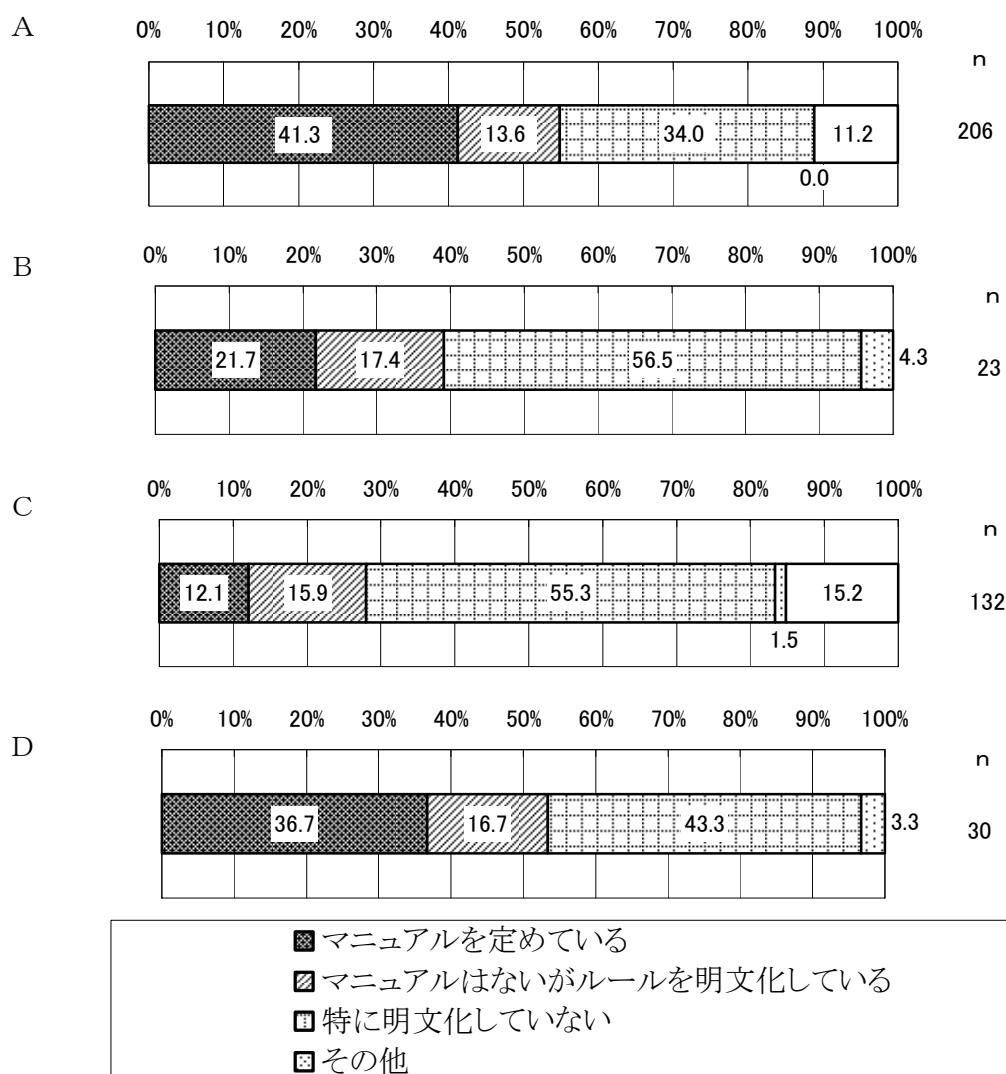 A
0% 10% 20% 30% 40% 50% 60% 70% 80% 90% 100%
n
41.3 13.6 34.0 11.2 206
0.0
B
0% 10% 20% 30% 40% 50% 60% 70% 80% 90% 100%
n
21.7 17.4 56.5 4.3 23
C
0% 10% 20% 30% 40% 50% 60% 70% 80% 90% 100%
n
12.1 15.9 55.3 15.2 132
1.5
D
0% 10% 20% 30% 40% 50% 60% 70% 80% 90% 100%
n
36.7 16.7 43.3 3.3 30
マニュアルを定めている
マニュアルはないがルールを明文化している
特に明文化していない
その他